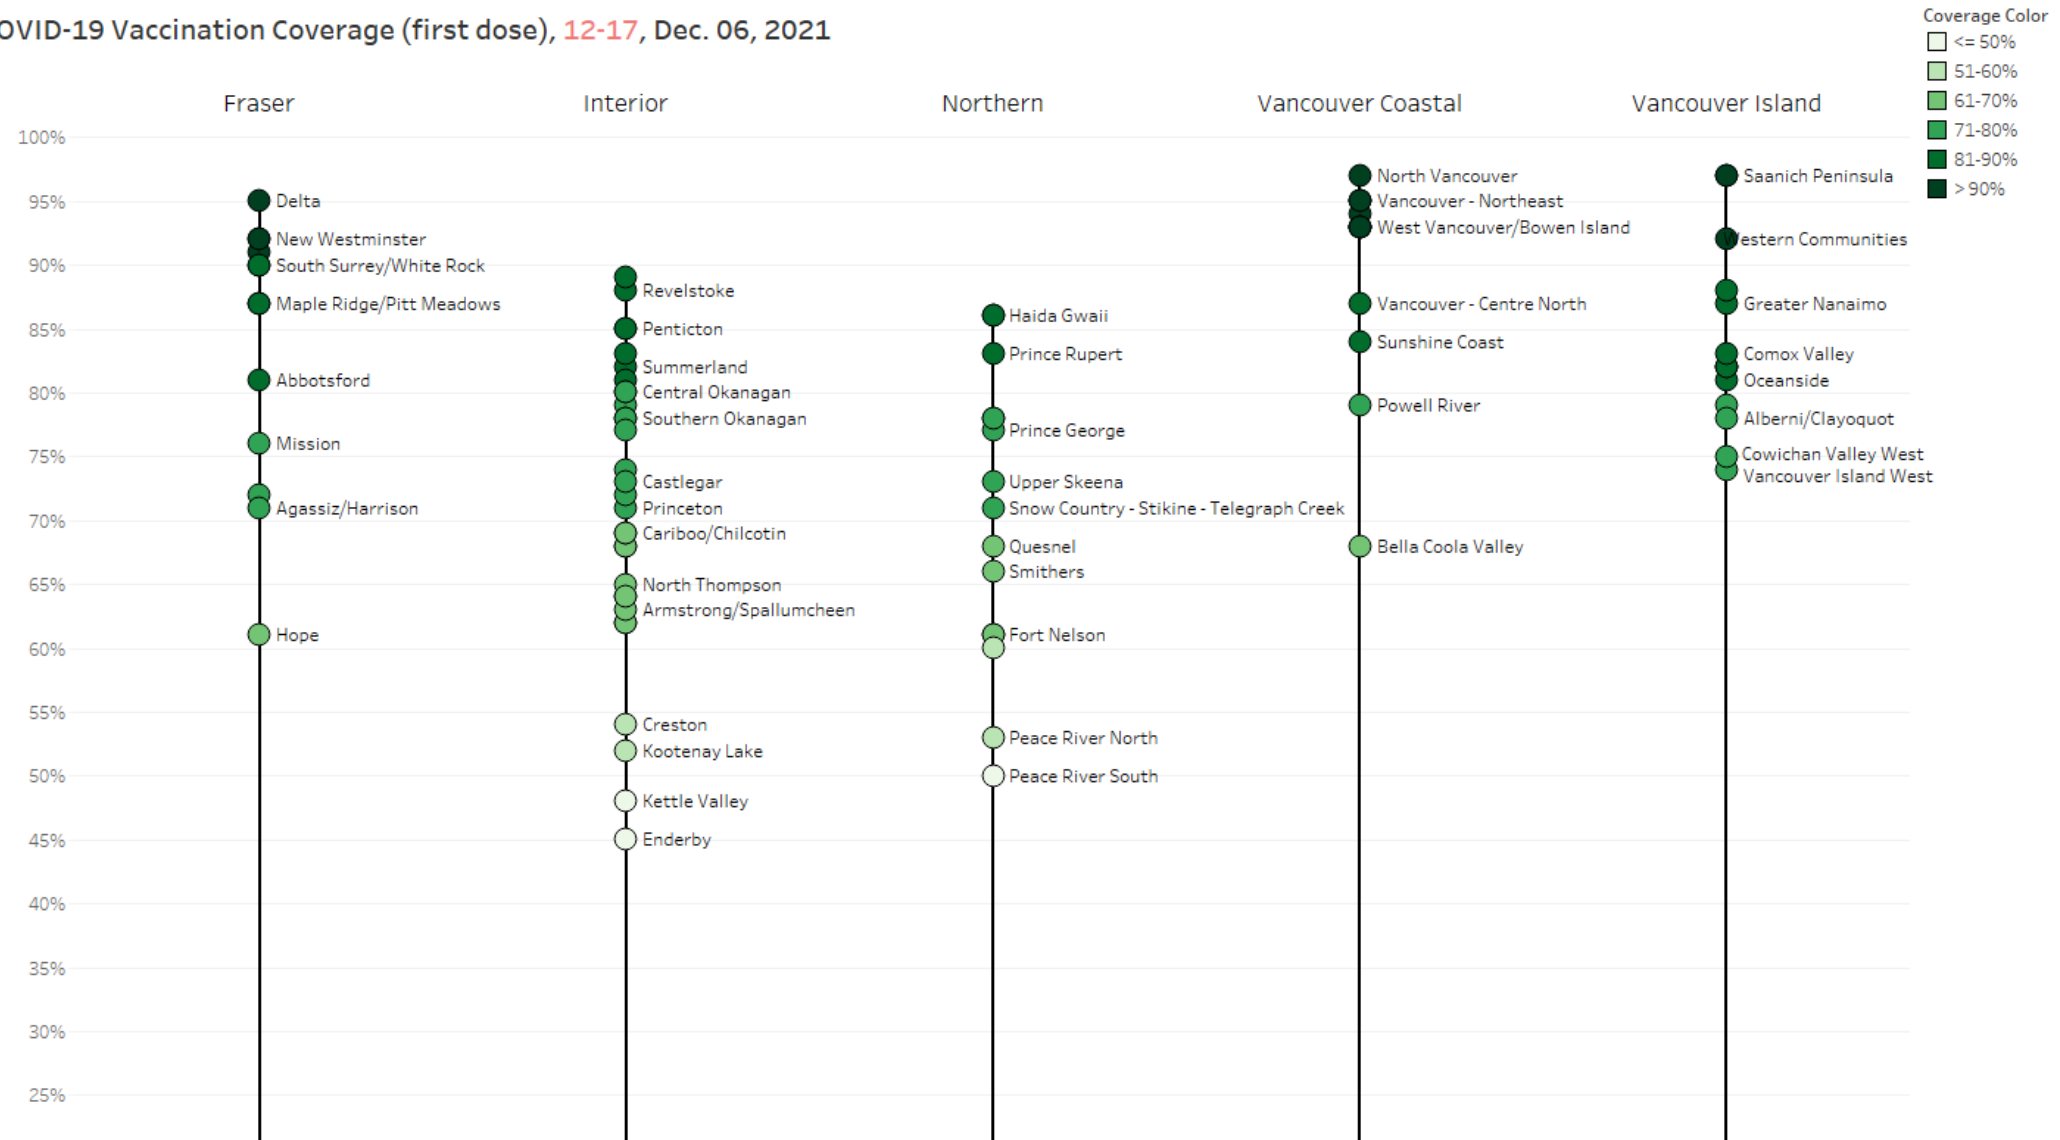 OVID-19 Vaccination Coverage (first dose), 12-17, Dec. 06, 2021
Coverage Color
<= 50%
51-60%
61-70%
71-80%
81-90%
> 90%
Fraser
Interior
Northern
Vancouver Coastal
Vancouver Island
100%
95%
90%
85%
80%
75%
70%
65%
60%
55%
50%
45%
40%
35%
30%
25%
Delta
New Westminster
South Surrey/White Rock
Maple Ridge/Pitt Meadows
Abbotsford
Mission
Agassiz/Harrison
Hope
Revelstoke
Penticton
Summerland
Central Okanagan
Southern Okanagan
Castlegar
Princeton
Cariboo/Chilcotin
North Thompson
Armstrong/Spallumcheen
Creston
Kootenay Lake
Kettle Valley
Enderby
Haida Gwaii
Prince Rupert
Prince George
Upper Skeena
Snow Country - Stikine - Telegraph Creek
Quesnel
Smithers
Fort Nelson
Peace River North
Peace River South
North Vancouver
Vancouver - Northeast
West Vancouver/Bowen Island
Vancouver - Centre North
Sunshine Coast
Powell River
Bella Coola Valley
Saanich Peninsula
Western Communities
Greater Nanaimo
Comox Valley
Oceanside
Alberni/Clayoquot
Cowichan Valley West
Vancouver Island West